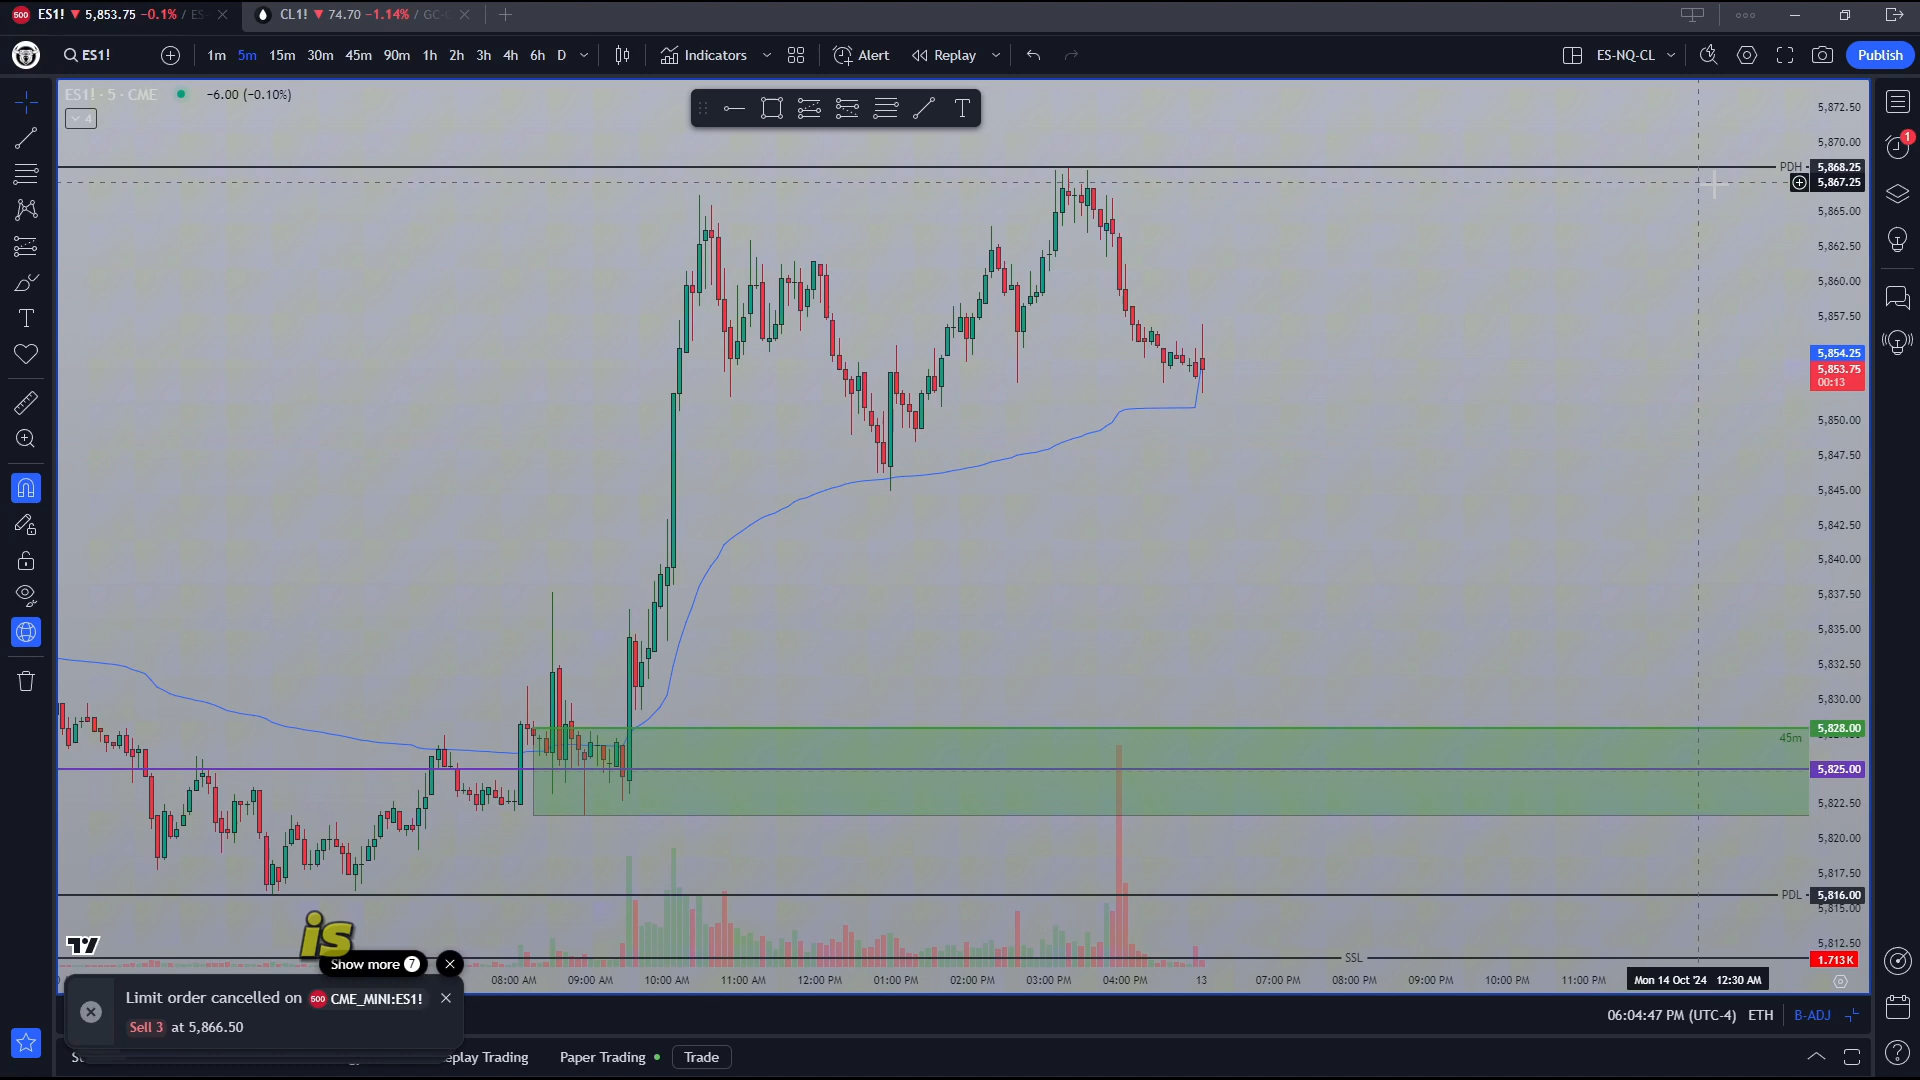 500 ES1! ▼ 5,853.75 −0.1% / ES-
CL1! ▼ 74.70 −1.14% / GC-
ES1!
1m 5m 15m 30m 45m 90m 1h 2h 3h 4h 6h D
Indicators
Alert
Replay
ES-NQ-CL
Publish
ES1! · 5 · CME −6.00 (−0.10%)
4
T
T
1
5,872.50
5,870.00
PDH 5,868.25
5,867.25
5,865.00
5,862.50
5,860.00
5,857.50
5,854.25
5,853.75
00:13
5,850.00
5,847.50
5,845.00
5,842.50
5,840.00
5,837.50
5,835.00
5,832.50
5,830.00
5,828.00
45m
5,825.00
5,822.50
5,820.00
5,817.50
PDL 5,816.00
5,815.00
5,812.50
SSL
1.713K
is
Show more 7
08:00 AM 09:00 AM 10:00 AM 11:00 AM 12:00 PM 01:00 PM 02:00 PM 03:00 PM 04:00 PM 13 07:00 PM 08:00 PM 09:00 PM 10:00 PM 11:00 PM Mon 14 Oct '24 12:30 AM
Limit order cancelled on 500 CME_MINI:ES1!
Sell 3 at 5,866.50
06:04:47 PM (UTC-4) ETH B-ADJ
eplay Trading Paper Trading Trade